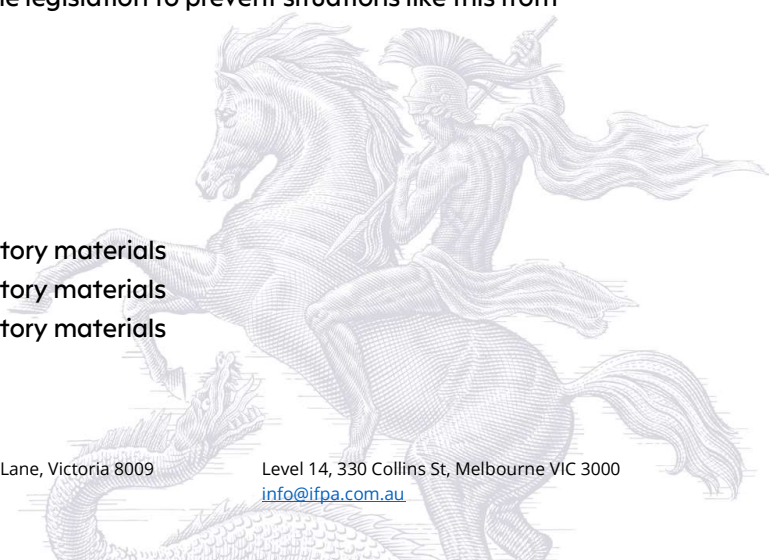 legislation to prevent situations like this from
tory materials
tory materials
tory materials
Lane, Victoria 8009
Level 14, 330 Collins St, Melbourne VIC 3000
info@ifpa.com.au